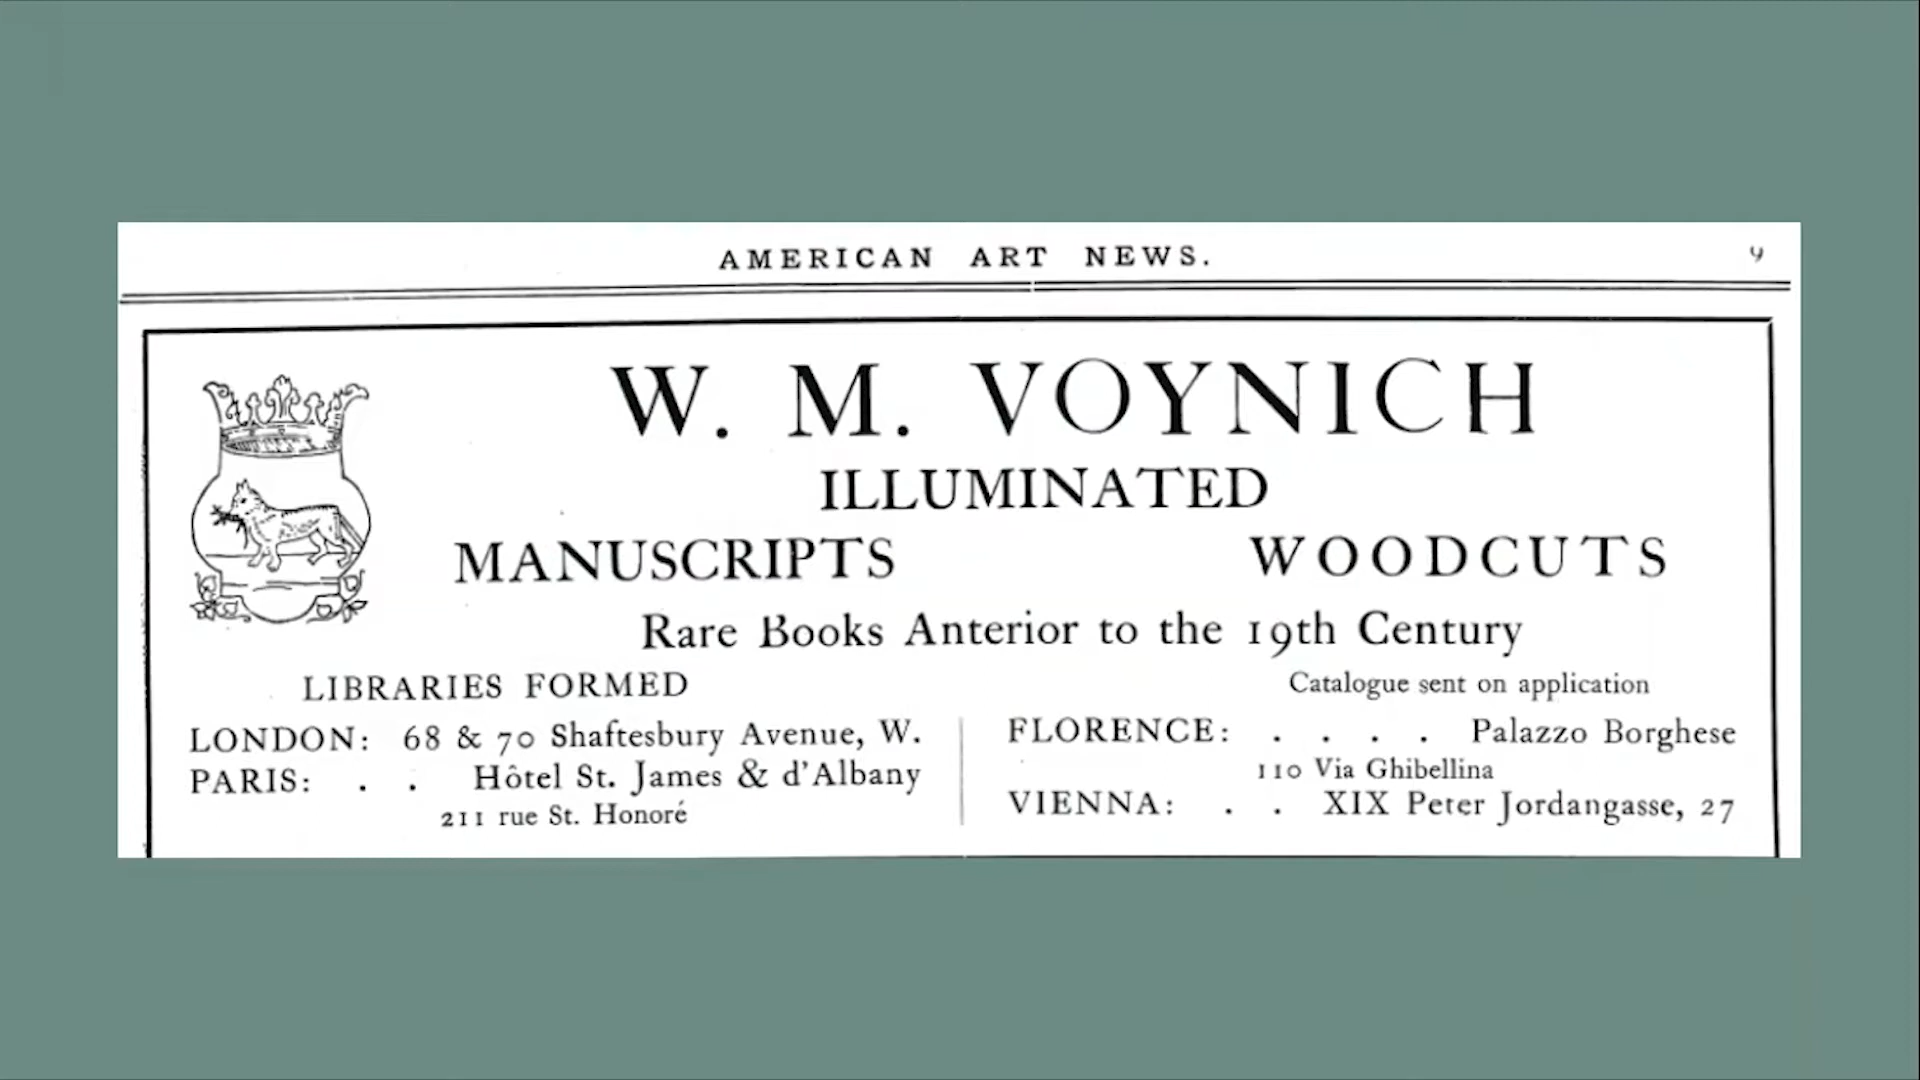 AMERICAN ART NEWS. 9
W. M. VOYNICH
ILLUMINATED
MANUSCRIPTS WOODCUTS
Rare Books Anterior to the 19th Century
LIBRARIES FORMED Catalogue sent on application
LONDON: 68 & 70 Shaftesbury Avenue, W.
PARIS: . . Hôtel St. James & d'Albany
211 rue St. Honoré
FLORENCE: . . . . Palazzo Borghese
110 Via Ghibellina
VIENNA: . . XIX Peter Jordangasse, 27